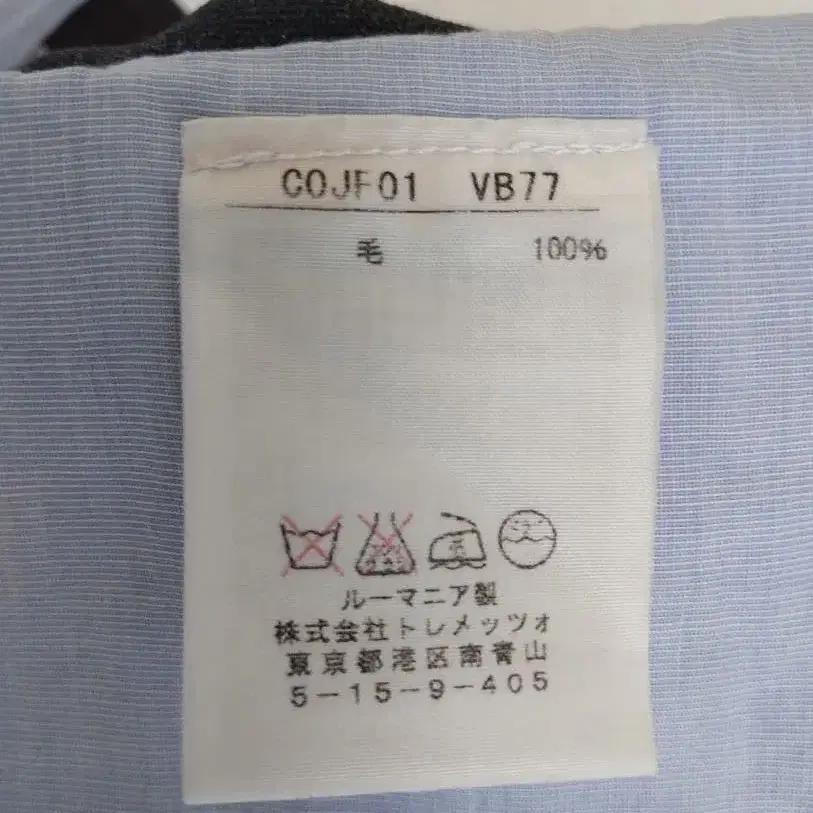 COJF01 VB77
毛 100%
ルーマニア製
株式会社トレメッツォ
東京都港区南青山
5-15-9-405